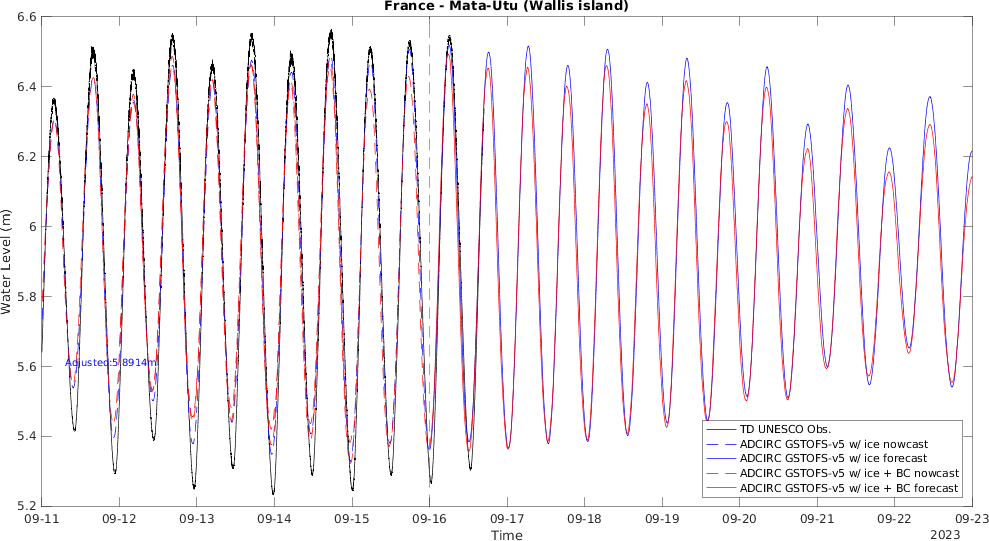 France - Mata-Utu (Wallis island)
6.6
6.4
6.2
6
5.8
5.6
5.4
5.2
Water Level (m)
Adjusted:5.8914m
TD UNESCO Obs.
ADCIRC GSTOFS-v5 w/ ice nowcast
ADCIRC GSTOFS-v5 w/ ice forecast
ADCIRC GSTOFS-v5 w/ ice + BC nowcast
ADCIRC GSTOFS-v5 w/ ice + BC forecast
09-11 09-12 09-13 09-14 09-15 09-16 09-17 09-18 09-19 09-20 09-21 09-22 09-23
Time
2023